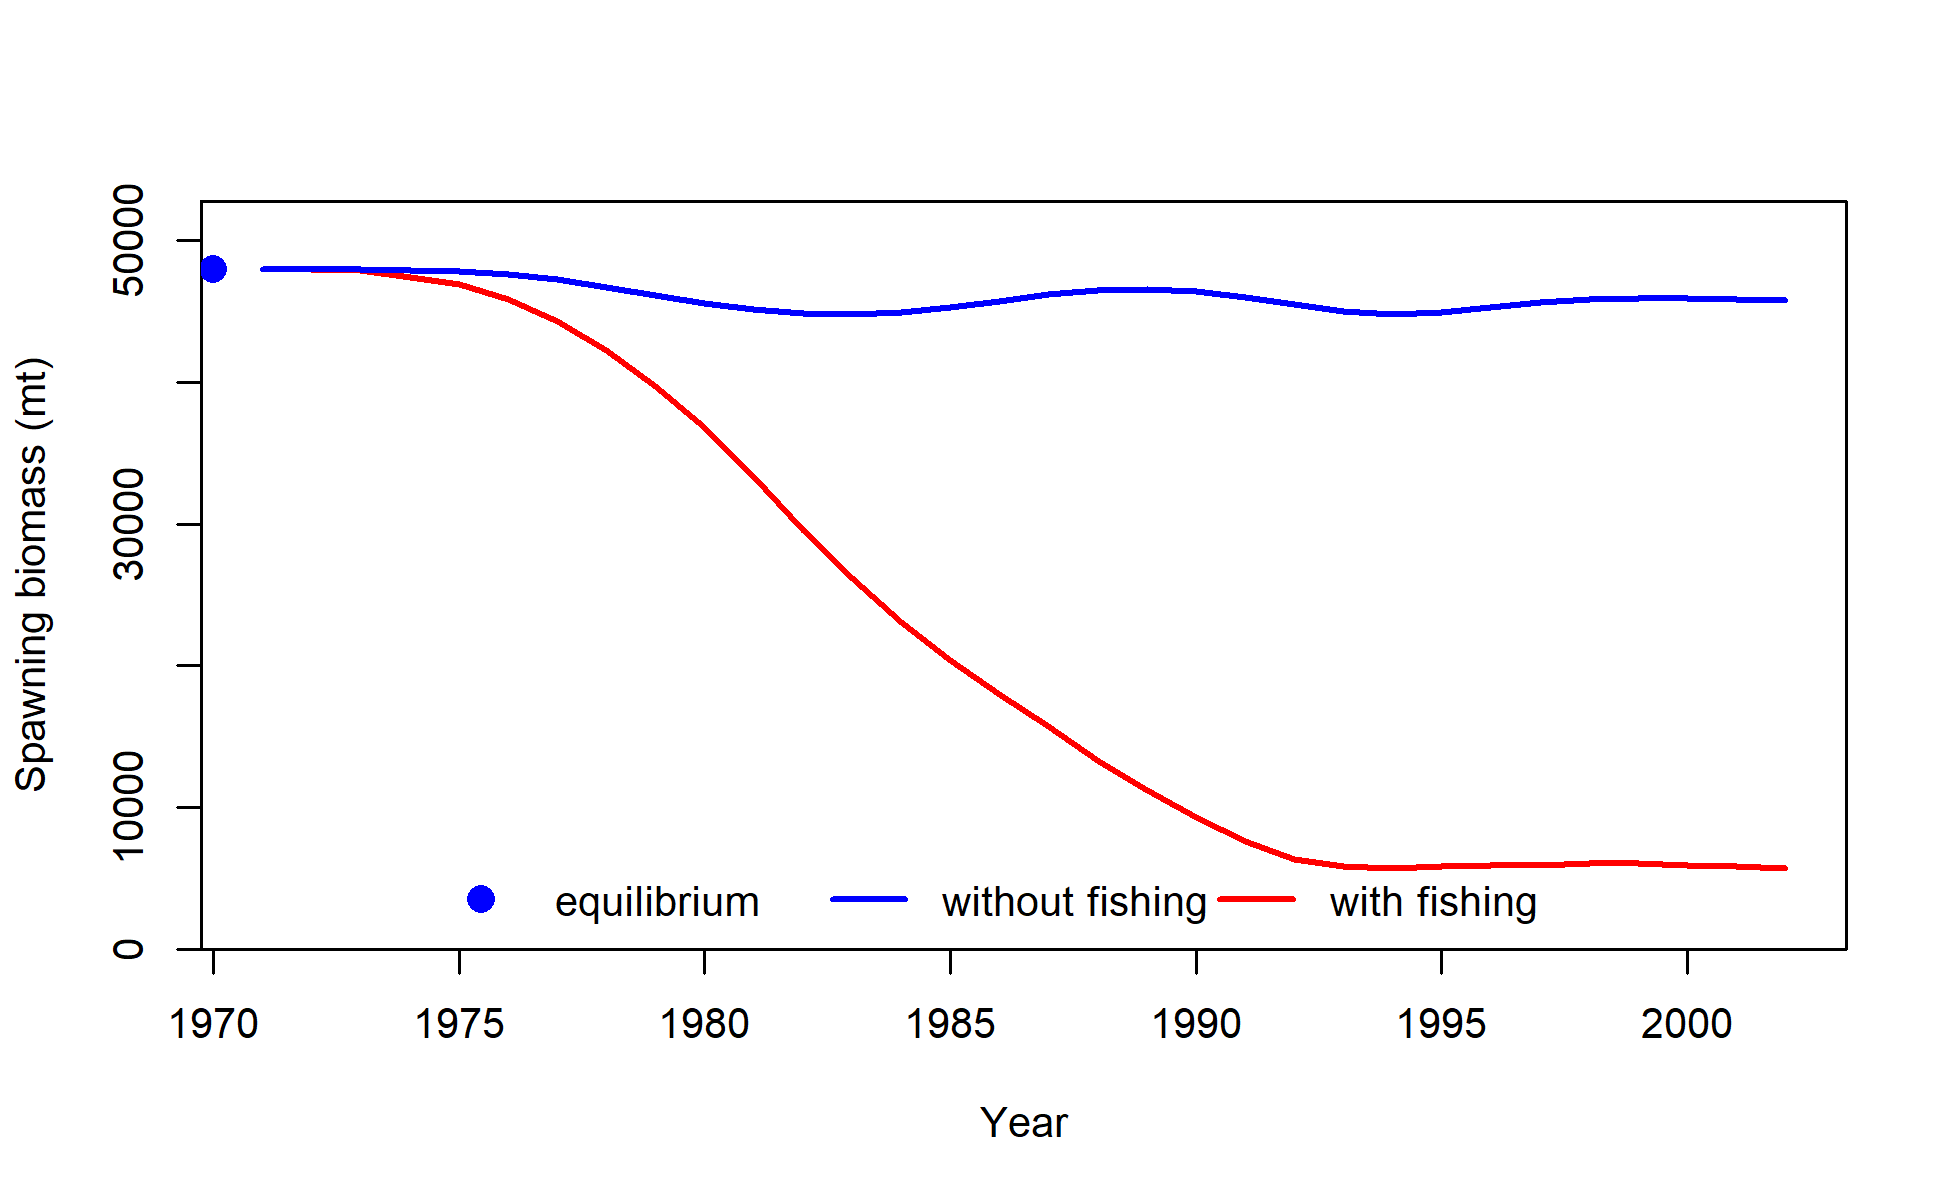 Spawning biomass (mt)
50000
30000
10000
0
equilibrium without fishing with fishing
1970 1975 1980 1985 1990 1995 2000
Year